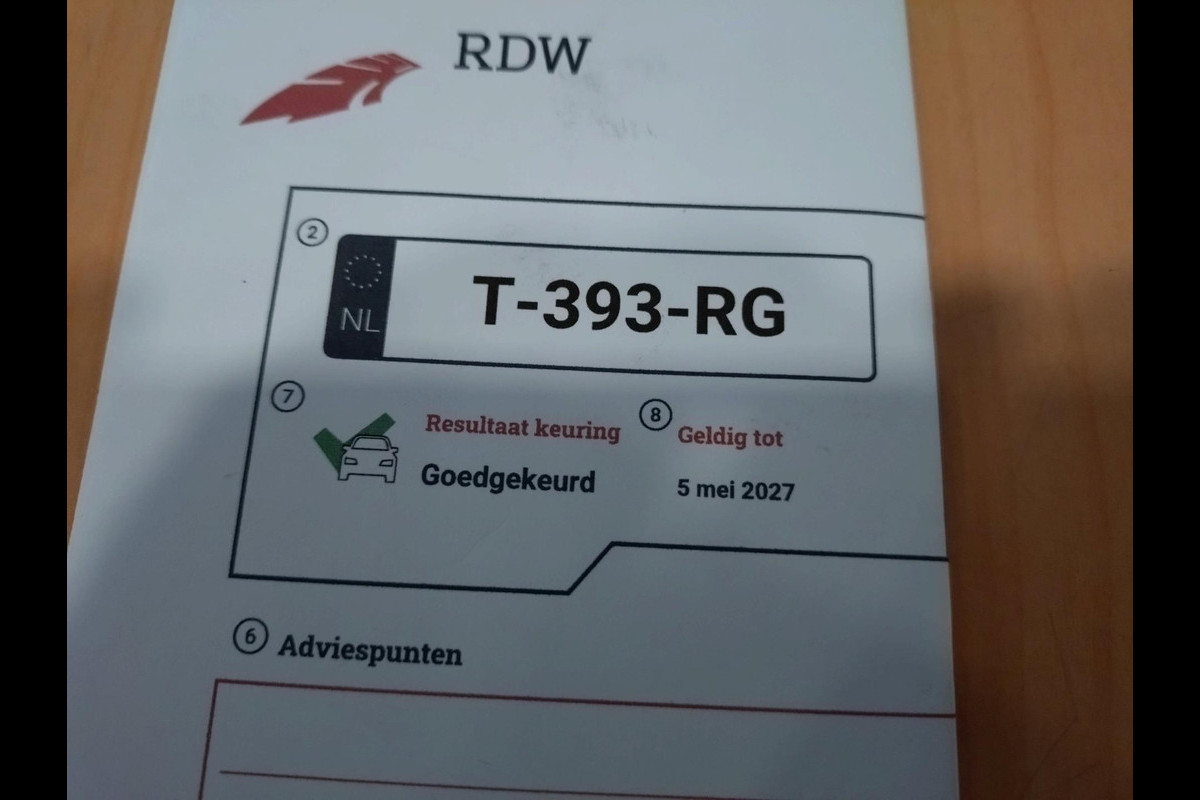 RDW
2
NL
T-393-RG
7
Resultaat keuring
Goedgekeurd
8
Geldig tot
5 mei 2027
6 Adviespunten